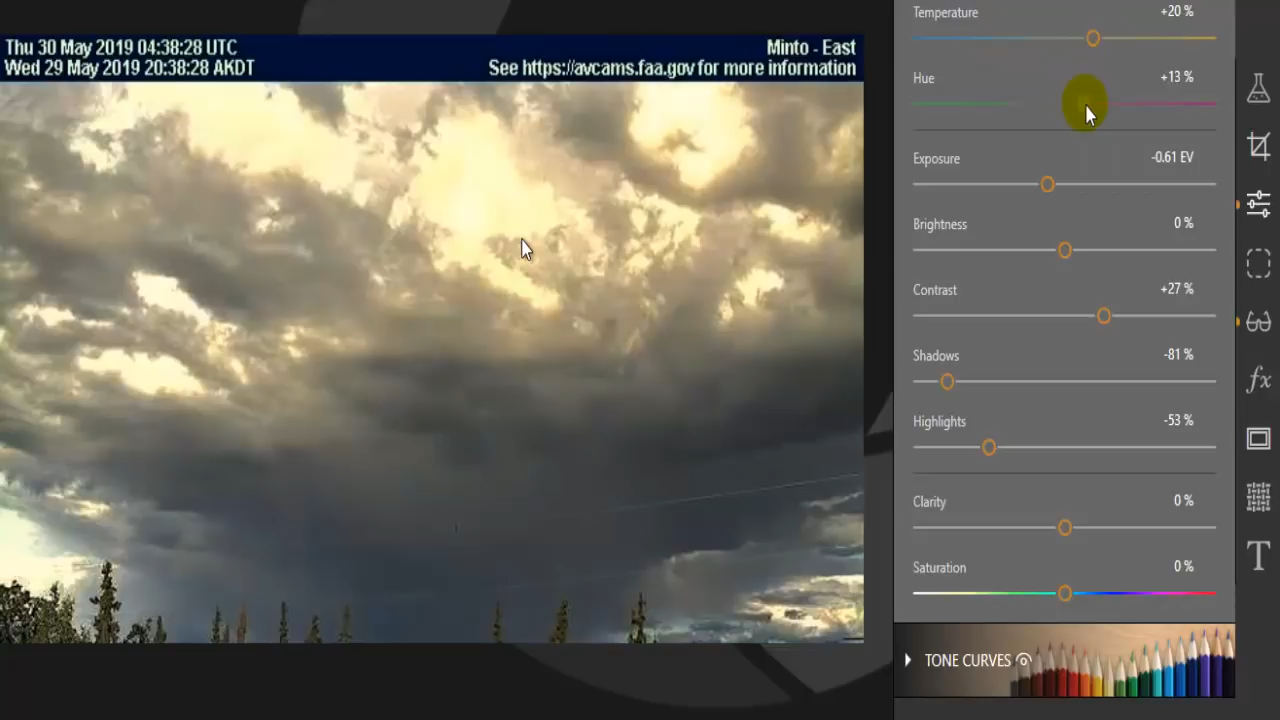 Thu 30 May 2019 04:38:28 UTC
Wed 29 May 2019 20:38:28 AKDT
Minto - East
See https://avcams.faa.gov for more information
Temperature +20 %
Hue +13 %
Exposure -0.61 EV
Brightness 0 %
Contrast +27 %
Shadows -81 %
Highlights -53 %
Clarity 0 %
Saturation 0 %
TONE CURVES
fx
T